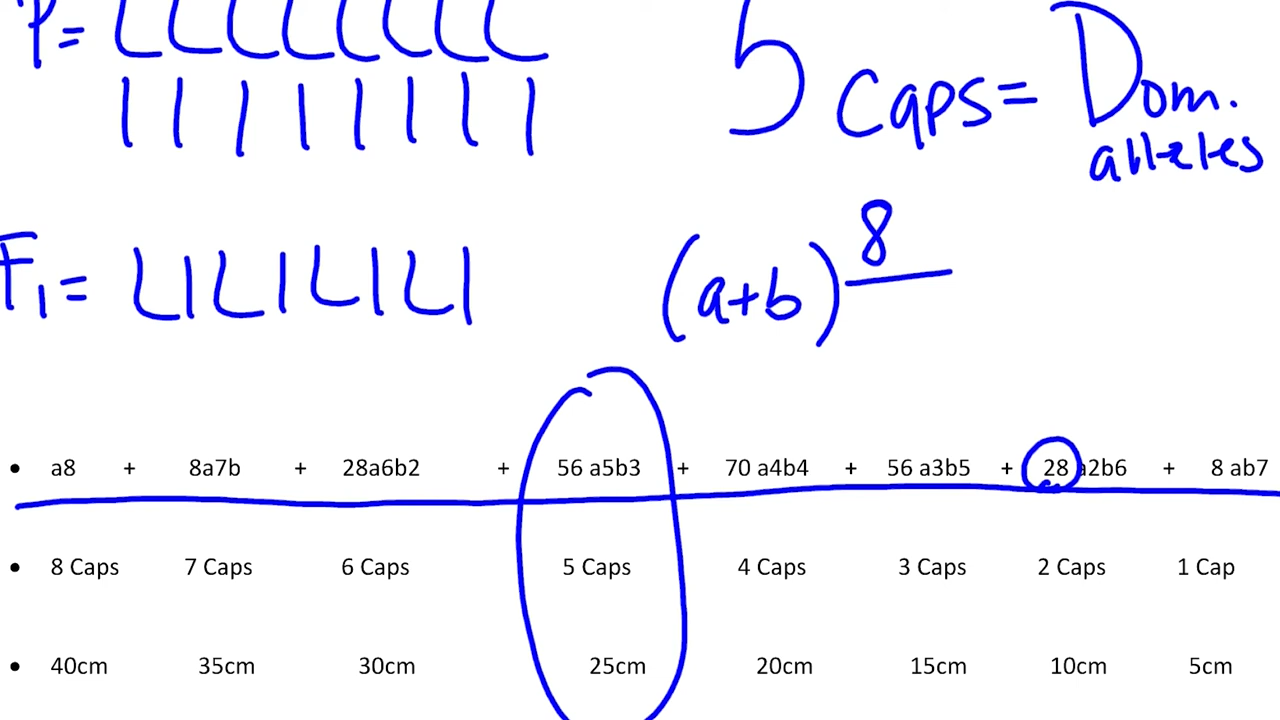 P= LLLLLLLL
llllllll
5 caps= Dom. alleles
F1= LlLlLlLl
(a+b)8
• a8 + 8a7b + 28a6b2 + 56 a5b3 + 70 a4b4 + 56 a3b5 + 28 a2b6 + 8 ab7
• 8 Caps 7 Caps 6 Caps 5 Caps 4 Caps 3 Caps 2 Caps 1 Cap
• 40cm 35cm 30cm 25cm 20cm 15cm 10cm 5cm